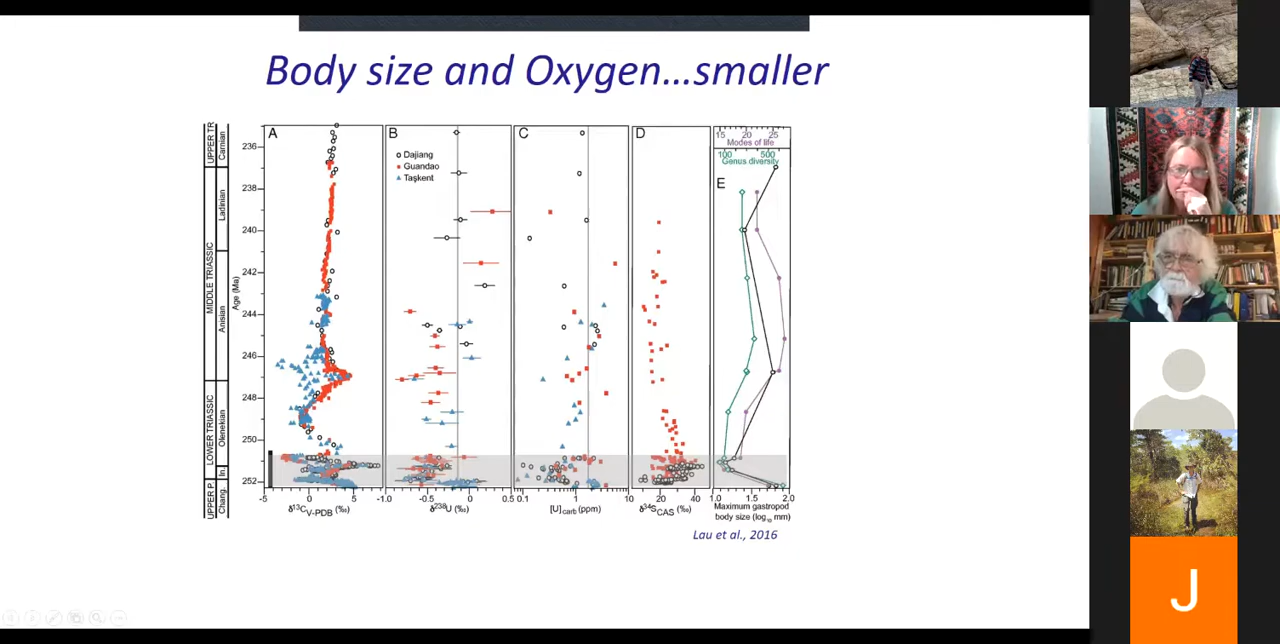 Body size and Oxygen...smaller
UPPER TR
Carnian
MIDDLE TRIASSIC
Ladinian
Anisian
LOWER TRIASSIC
Olenekian
In.
UPPER P.
Chang.
Age (Ma)
236
238
240
242
244
246
248
250
252
A
-5 0 5
δ13CV-PDB (‰)
B
Dajiang
Guandao
Taşkent
-1.0 -0.5 0 0.5
δ238U (‰)
C
0.1 1 10
[U]carb (ppm)
D
0 20 40
δ34SCAS (‰)
15 20 25
Modes of life
100 500
Genus diversity
E
1.0 1.5 2.0
Maximum gastropod
body size (log10 mm)
Lau et al., 2016
J